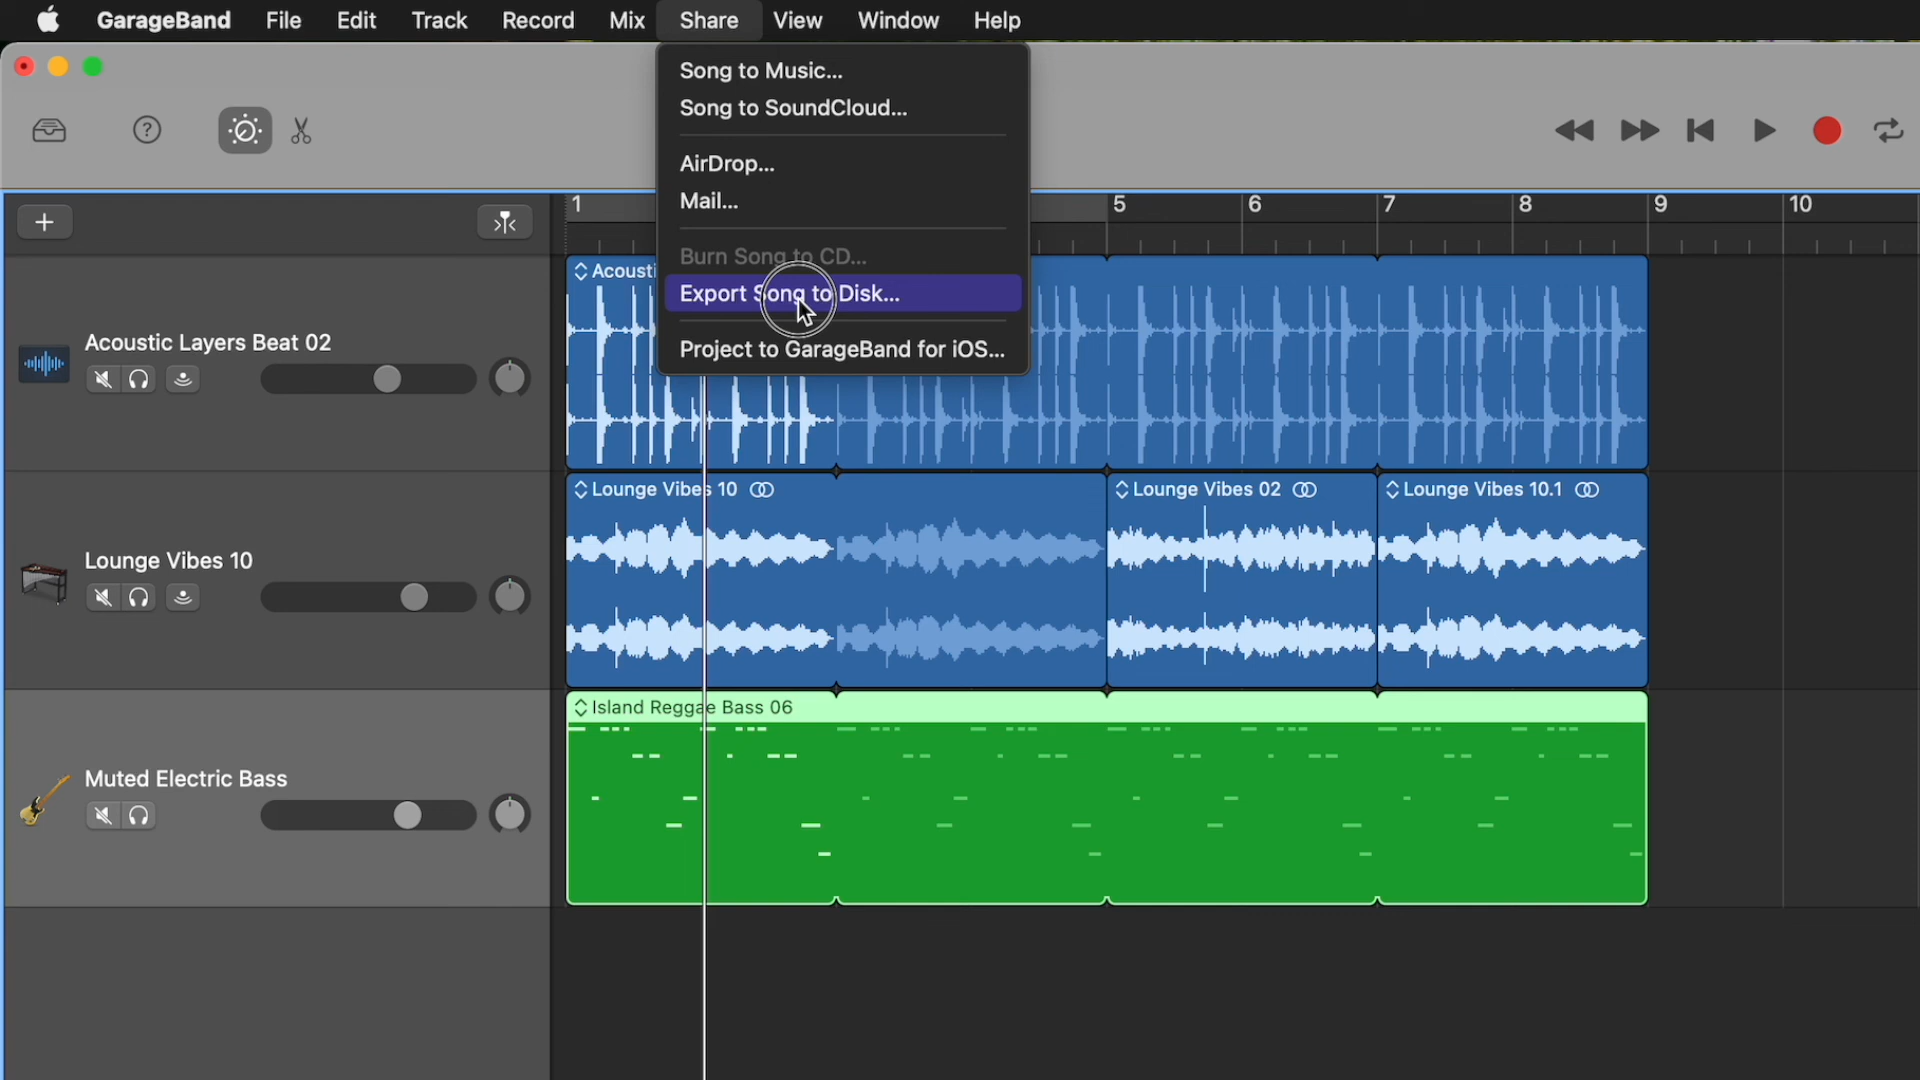 GarageBand File Edit Track Record Mix Share View Window Help
Song to Music...
Song to SoundCloud...
AirDrop...
Mail...
Burn Song to CD...
Export Song to Disk...
Project to GarageBand for iOS...
1 5 6 7 8 9 10
Acousti
Acoustic Layers Beat 02
Lounge Vibes 10
Lounge Vibes 02
Lounge Vibes 10.1
Lounge Vibes 10
Island Reggae Bass 06
Muted Electric Bass